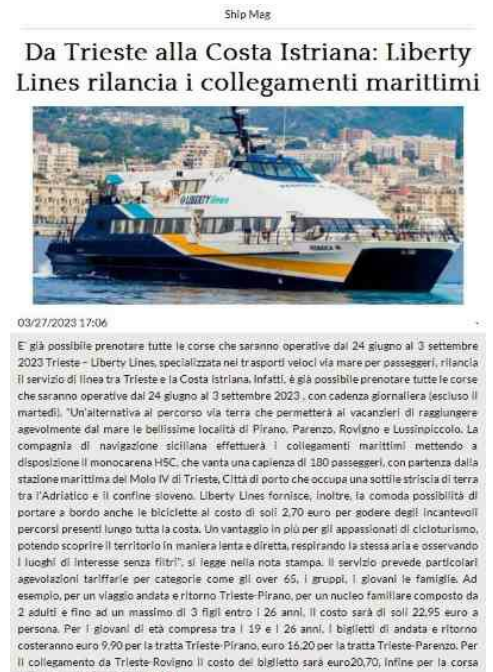 Ship Mag
Da Trieste alla Costa Istriana: Liberty
Lines rilancia i collegamenti marittimi
LIBERTY lines
03/27/2023 17:06
E' già possibile prenotare tutte le corse che saranno operative dal 24 giugno al 3 settembre
2023 Trieste – Liberty Lines, specializzata nei trasporti veloci via mare per passeggeri, rilancia
il servizio di linea tra Trieste e la Costa Istriana. Infatti, è già possibile prenotare tutte le corse
che saranno operative dal 24 giugno al 3 settembre 2023 , con cadenza giornaliera (escluso il
martedì). "Un'alternativa al percorso via terra che permetterà ai vacanzieri di raggiungere
agevolmente dal mare le bellissime località di Pirano, Parenzo, Rovigno e Lussinpiccolo. La
compagnia di navigazione siciliana effettuerà i collegamenti marittimi mettendo a
disposizione il monocarena HSC, che vanta una capienza di 180 passeggeri, con partenza dalla
stazione marittima del Molo IV di Trieste, Città di porto che occupa una sottile striscia di terra
tra l'Adriatico e il confine sloveno. Liberty Lines fornisce, inoltre, la comoda possibilità di
portare a bordo anche le biciclette al costo di soli 2,70 euro per godere degli incantevoli
percorsi presenti lungo tutta la costa. Un vantaggio in più per gli appassionati di cicloturismo,
potendo scoprire il territorio in maniera lenta e diretta, respirando la stessa aria e osservando
i luoghi di interesse senza filtri", si legge nella nota stampa. Il servizio prevede particolari
agevolazioni tariffarie per categorie come gli over 65, i gruppi, i giovani le famiglie. Ad
esempio, per un viaggio andata e ritorno Trieste-Pirano, per un nucleo familiare composto da
2 adulti e fino ad un massimo di 3 figli entro i 26 anni, il costo sarà di soli 22,95 euro a
persona. Per i giovani di età compresa tra i 19 e i 26 anni, i biglietti di andata e ritorno
costeranno euro 9,90 per la tratta Trieste-Pirano, euro 16,20 per la tratta Trieste-Parenzo. Per
il collegamento da Trieste-Rovigno il costo del biglietto sarà euro20,70, infine per la corsa